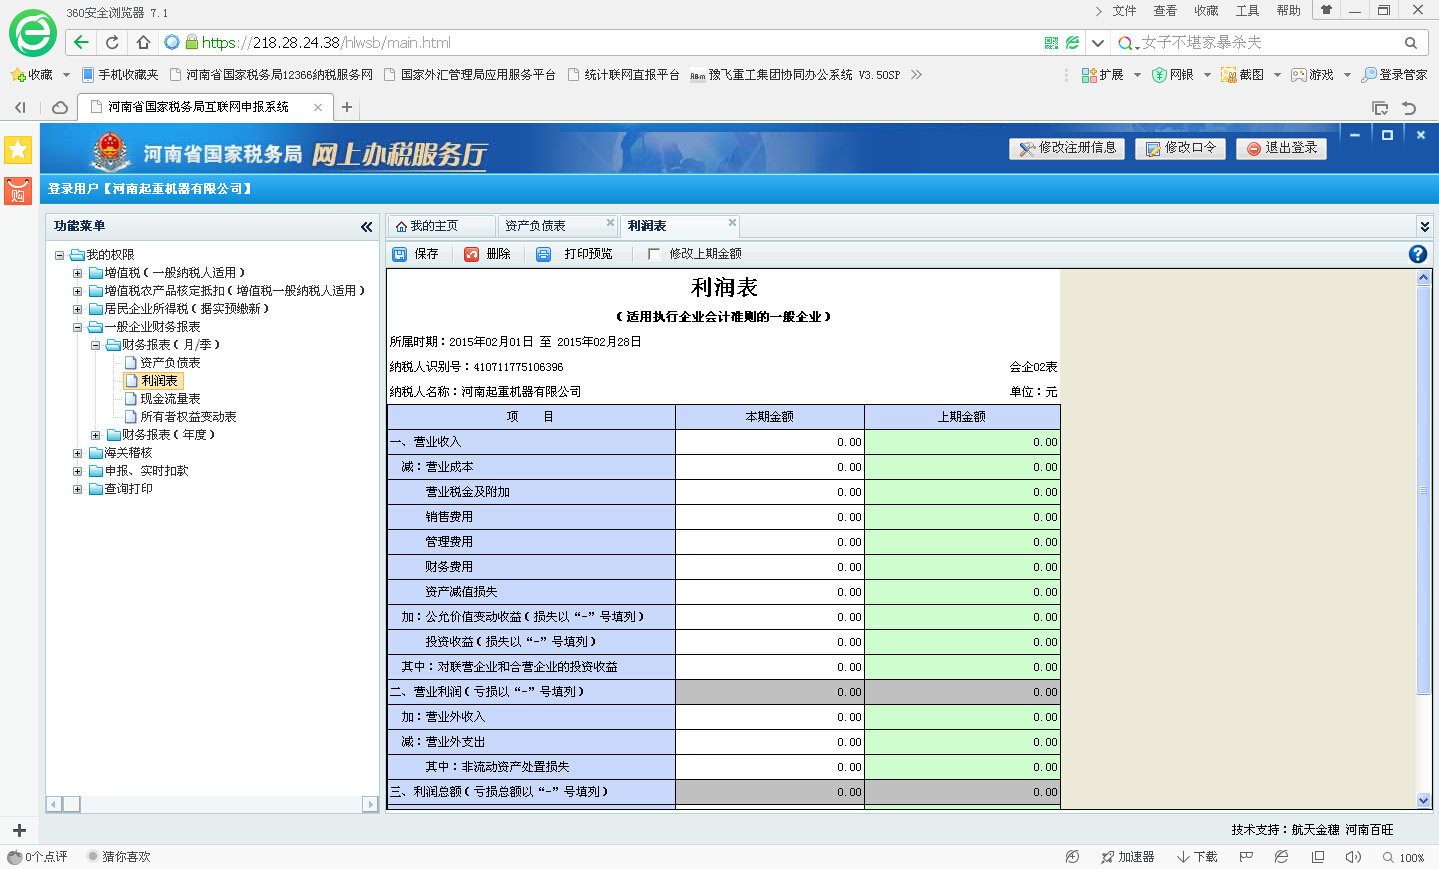 360安全浏览器 7.1
文件 查看 收藏 工具 帮助
https://218.28.24.38/hlwsb/main.html
女子不堪家暴杀夫
收藏 手机收藏夹 河南省国家税务局12366纳税服务网 国家外汇管理局应用服务平台 统计联网直报平台 豫飞重工集团协同办公系统 V3.50SP
扩展 网银 截图 游戏 登录管家
河南省国家税务局互联网申报系统
购
河南省国家税务局 网上办税服务厅
修改注册信息 修改口令 退出登录
登录用户【河南起重机器有限公司】
功能菜单
我的权限
增值税(一般纳税人适用)
增值税农产品核定抵扣(增值税一般纳税人适用)
居民企业所得税(据实预缴新)
一般企业财务报表
财务报表(月/季)
资产负债表
利润表
现金流量表
所有者权益变动表
财务报表(年度)
海关稽核
申报、实时扣款
查询打印
我的主页 资产负债表 利润表
保存 删除 打印预览 修改上期金额
利润表
(适用执行企业会计准则的一般企业)
所属时期:2015年02月01日 至 2015年02月28日
纳税人识别号:410711775106396 会企02表
纳税人名称:河南起重机器有限公司 单位:元
项 目 本期金额 上期金额
一、营业收入 0.00 0.00
减:营业成本 0.00 0.00
营业税金及附加 0.00 0.00
销售费用 0.00 0.00
管理费用 0.00 0.00
财务费用 0.00 0.00
资产减值损失 0.00 0.00
加:公允价值变动收益(损失以“-”号填列) 0.00 0.00
投资收益(损失以“-”号填列) 0.00 0.00
其中:对联营企业和合营企业的投资收益 0.00 0.00
二、营业利润(亏损以“-”号填列) 0.00 0.00
加:营业外收入 0.00 0.00
减:营业外支出 0.00 0.00
其中:非流动资产处置损失 0.00 0.00
三、利润总额(亏损总额以“-”号填列) 0.00 0.00
技术支持:航天金穗 河南百旺
0个点评 猜你喜欢
加速器 下载 100%